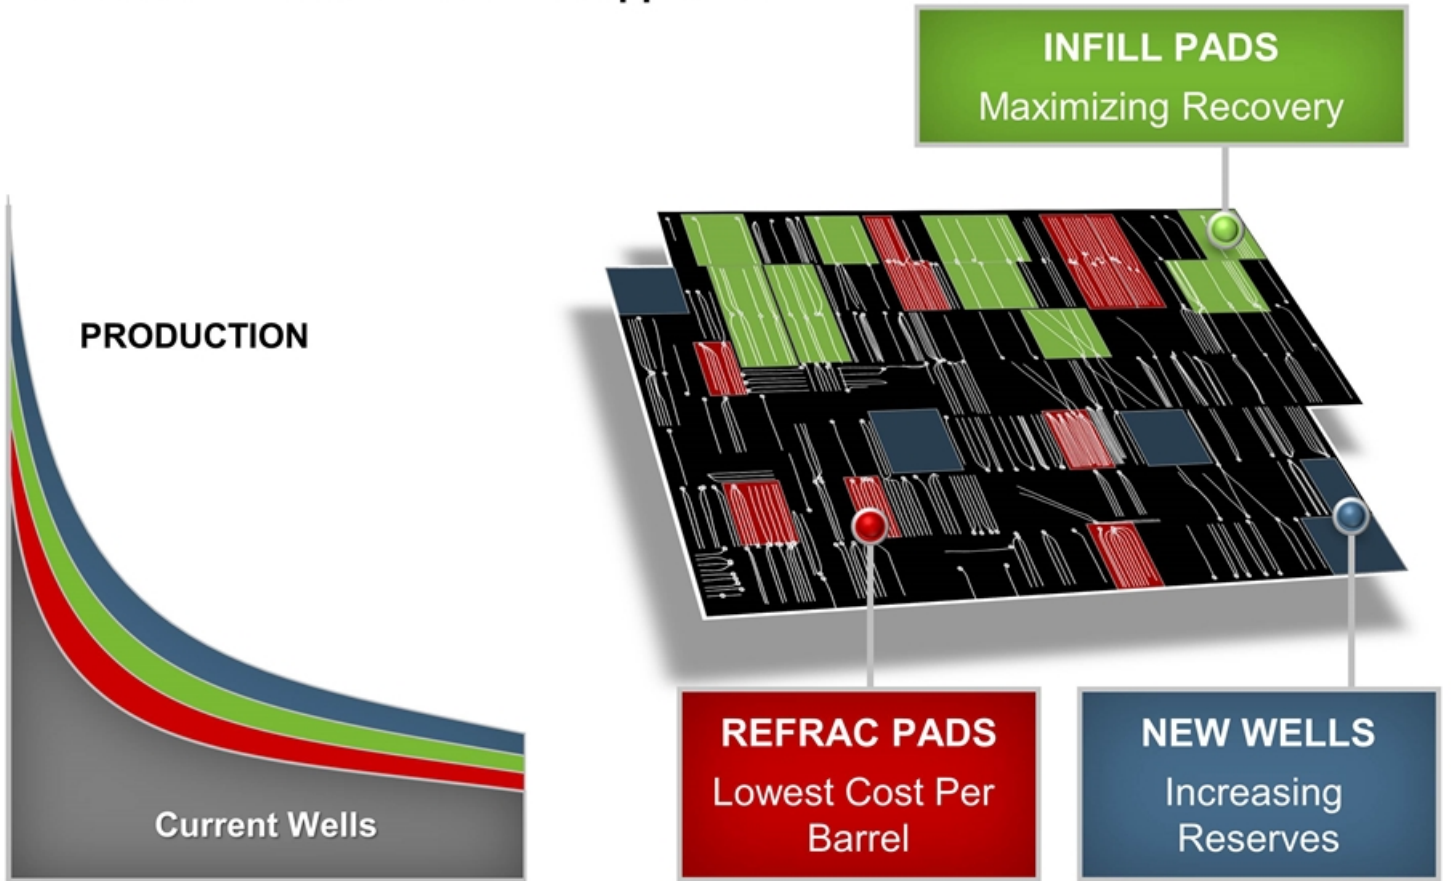 INFILL PADS
Maximizing Recovery
PRODUCTION
Current Wells
REFRAC PADS
Lowest Cost Per
Barrel
NEW WELLS
Increasing
Reserves